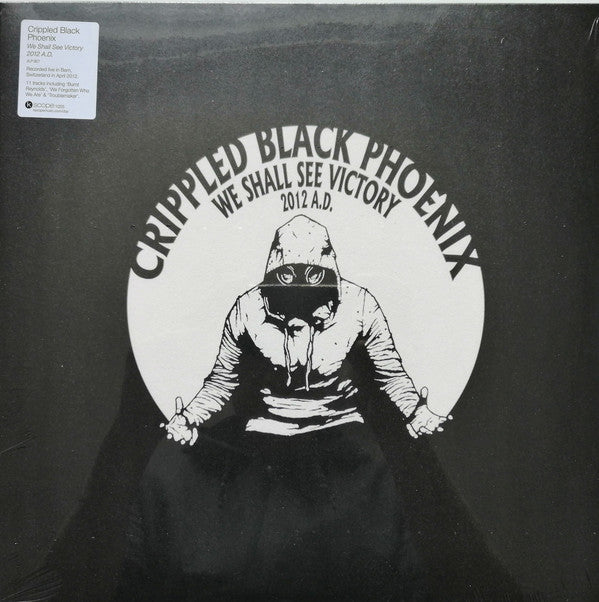 Crippled Black
Phoenix
We Shall See Victory
2012 A.D.
Recorded live in Bern,
Switzerland in April 2012.
11 tracks including 'Burnt
Reynolds', 'We Forgotten Who
We Are' & 'Troublemaker'.
kscope
CRIPPLED BLACK PHOENIX
WE SHALL SEE VICTORY
2012 A.D.